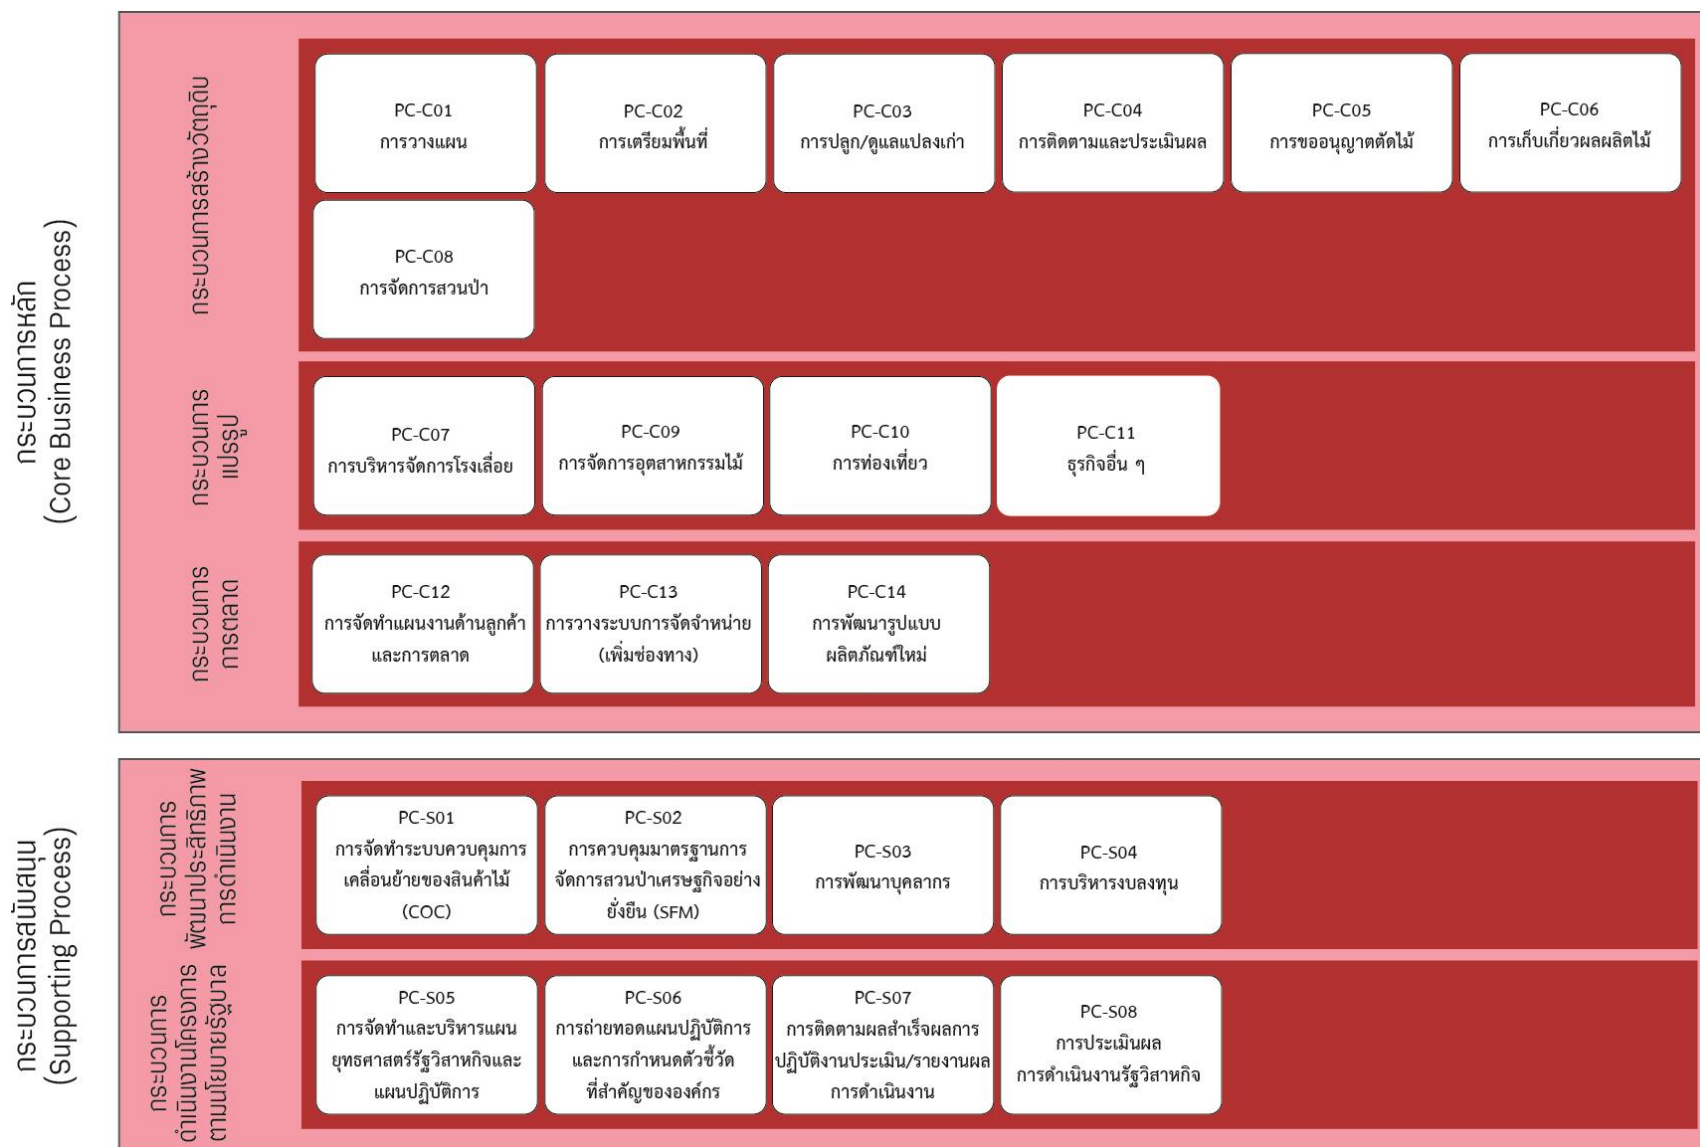 กระบวนการหลัก
(Core Business Process)
กระบวนการสร้างวัตถุดิบ
PC-C01
การวางแผน
PC-C02
การเตรียมพื้นที่
PC-C03
การปลูก/ดูแลแปลงเก่า
PC-C04
การติดตามและประเมินผล
PC-C05
การขออนุญาตตัดไม้
PC-C06
การเก็บเกี่ยวผลผลิตไม้
PC-C08
การจัดการสวนป่า
กระบวนการ
แปรรูป
PC-C07
การบริหารจัดการโรงเลื่อย
PC-C09
การจัดการอุตสาหกรรมไม้
PC-C10
การท่องเที่ยว
PC-C11
ธุรกิจอื่น ๆ
กระบวนการ
การตลาด
PC-C12
การจัดทำแผนงานด้านลูกค้า
และการตลาด
PC-C13
การวางระบบการจัดจำหน่าย
(เพิ่มช่องทาง)
PC-C14
การพัฒนารูปแบบ
ผลิตภัณฑ์ใหม่
กระบวนการสนับสนุน
(Supporting Process)
กระบวนการ
พัฒนาประสิทธิภาพ
การดำเนินงาน
PC-S01
การจัดทำระบบควบคุมการ
เคลื่อนย้ายของสินค้าไม้
(COC)
PC-S02
การควบคุมมาตรฐานการ
จัดการสวนป่าเศรษฐกิจอย่าง
ยั่งยืน (SFM)
PC-S03
การพัฒนาบุคลากร
PC-S04
การบริหารงบลงทุน
กระบวนการ
ดำเนินงานโครงการ
ตามนโยบายรัฐบาล
PC-S05
การจัดทำและบริหารแผน
ยุทธศาสตร์รัฐวิสาหกิจและ
แผนปฏิบัติการ
PC-S06
การถ่ายทอดแผนปฏิบัติการ
และการกำหนดตัวชี้วัด
ที่สำคัญขององค์กร
PC-S07
การติดตามผลสำเร็จผลการ
ปฏิบัติงานประเมิน/รายงานผล
การดำเนินงาน
PC-S08
การประเมินผล
การดำเนินงานรัฐวิสาหกิจ